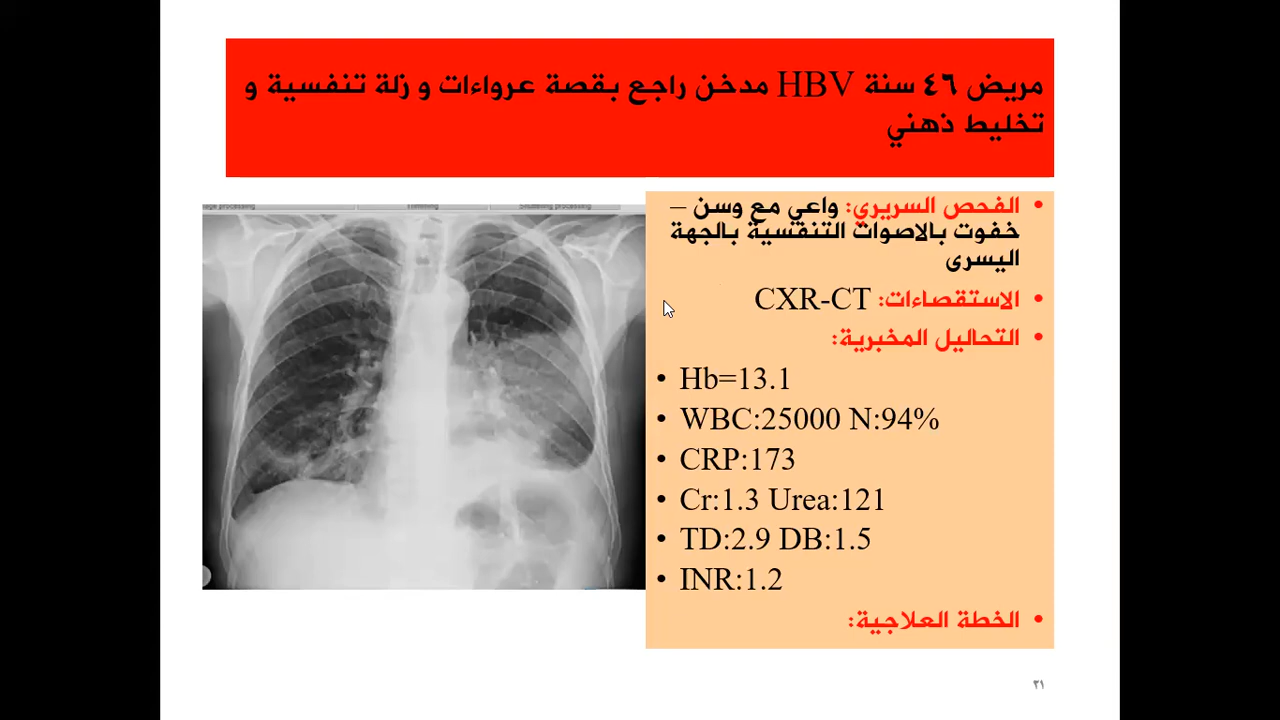 مريض ٤٦ سنة HBV مدخن راجع بقصة عرواءات و زلة تنفسية و
تخليط ذهني
• الفحص السريري: واعي مع وسن –
خفوت بالاصوات التنفسية بالجهة
اليسرى
• الاستقصاءات: CXR-CT
• التحاليل المخبرية:
• Hb=13.1
• WBC:25000 N:94%
• CRP:173
• Cr:1.3 Urea:121
• TD:2.9 DB:1.5
• INR:1.2
• الخطة العلاجية:
٣١